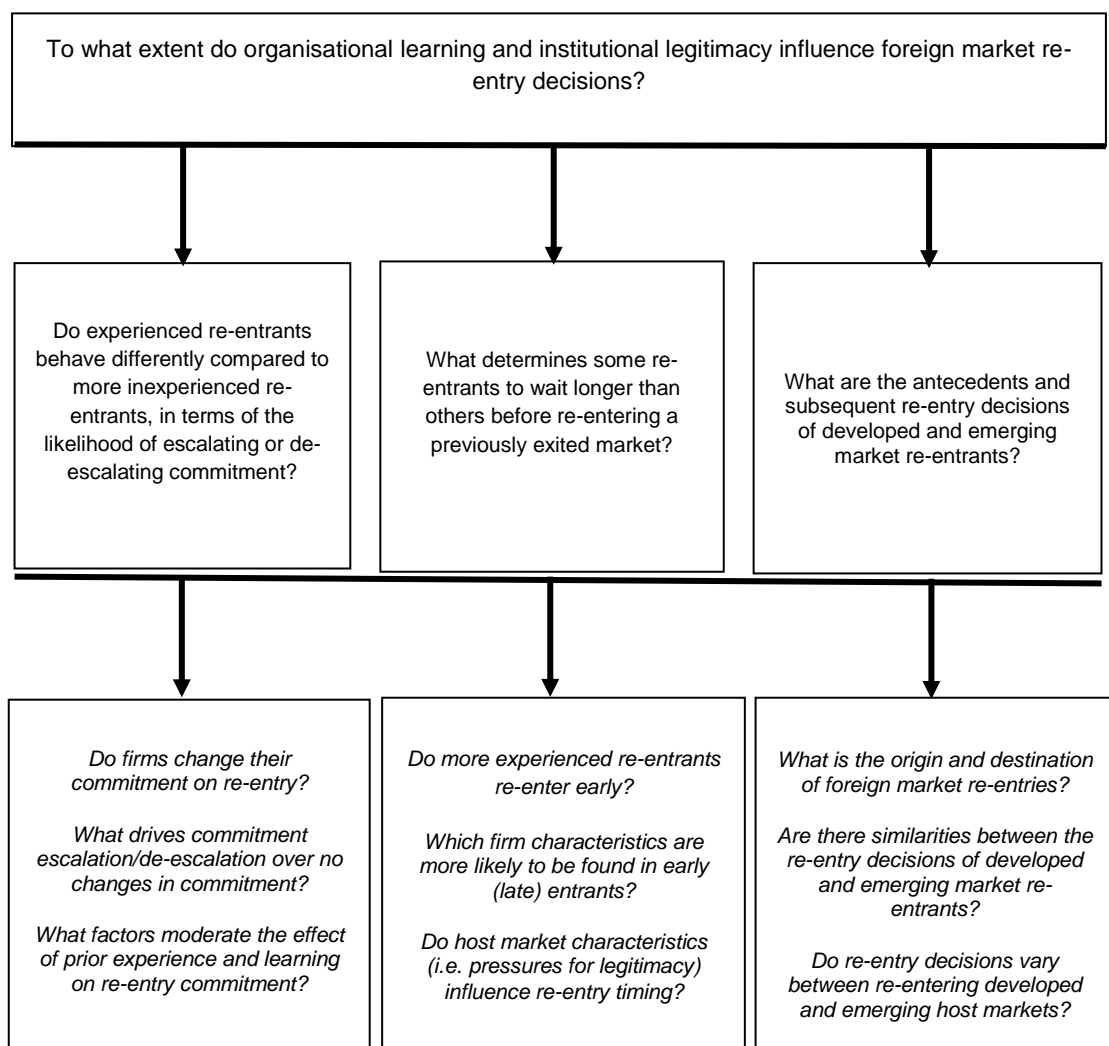 To what extent do organisational learning and institutional legitimacy influence foreign market re-
entry decisions?
Do experienced re-entrants
behave differently compared to
more inexperienced re-
entrants, in terms of the
likelihood of escalating or de-
escalating commitment?
What determines some re-
entrants to wait longer than
others before re-entering a
previously exited market?
What are the antecedents and
subsequent re-entry decisions
of developed and emerging
market re-entrants?
Do firms change their
commitment on re-entry?
What drives commitment
escalation/de-escalation over no
changes in commitment?
What factors moderate the effect
of prior experience and learning
on re-entry commitment?
Do more experienced re-entrants
re-enter early?
Which firm characteristics are
more likely to be found in early
(late) entrants?
Do host market characteristics
(i.e. pressures for legitimacy)
influence re-entry timing?
What is the origin and destination
of foreign market re-entries?
Are there similarities between the
re-entry decisions of developed
and emerging market re-
entrants?
Do re-entry decisions vary
between re-entering developed
and emerging host markets?